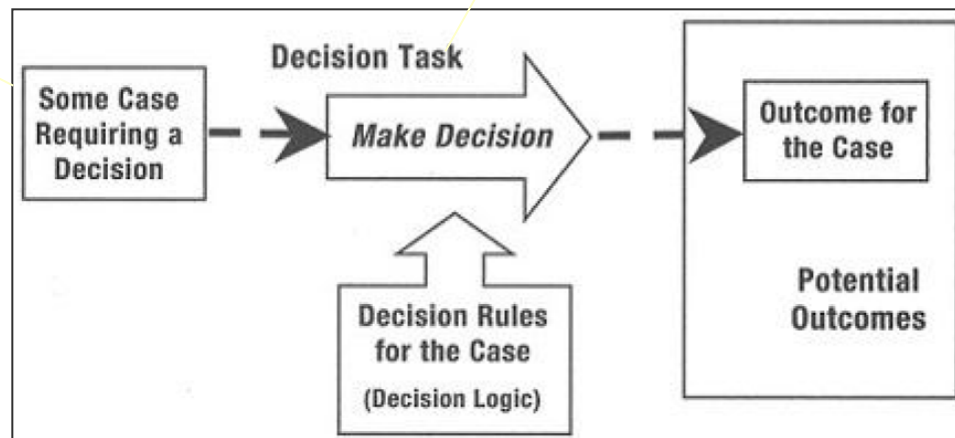 Decision Task
Some Case
Requiring a
Decision
Make Decision
Outcome for
the Case
Decision Rules
for the Case
(Decision Logic)
Potential
Outcomes